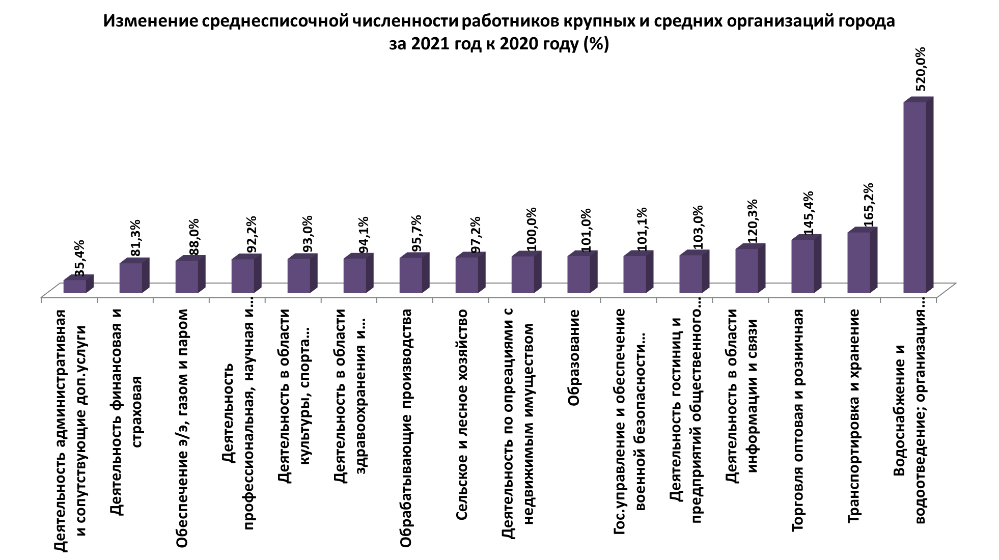 Изменение среднесписочной численности работников крупных и средних организаций города
за 2021 год к 2020 году (%)
35,4%
81,3%
88,0%
92,2%
93,0%
94,1%
95,7%
97,2%
100,0%
101,0%
101,1%
103,0%
120,3%
145,4%
165,2%
520,0%
Деятельность административная
и сопутствующие доп.услуги
Деятельность финансовая и
страховая
Обеспечение э/э, газом и паром
Деятельность
профессиональная, научная и…
Деятельность в области
культуры, спорта…
Деятельность в области
здравоохранения и…
Обрабатывающие производства
Сельское и лесное хозяйство
Деятельность по опреациями с
недвижимым имуществом
Образование
Гос.управление и обеспечение
военной безопасности…
Деятельность гостиниц и
предприятий общественного…
Деятельность в области
информации и связи
Торговля оптовая и розничная
Транспортировка и хранение
Водоснабжение и
водоотведение; организация…